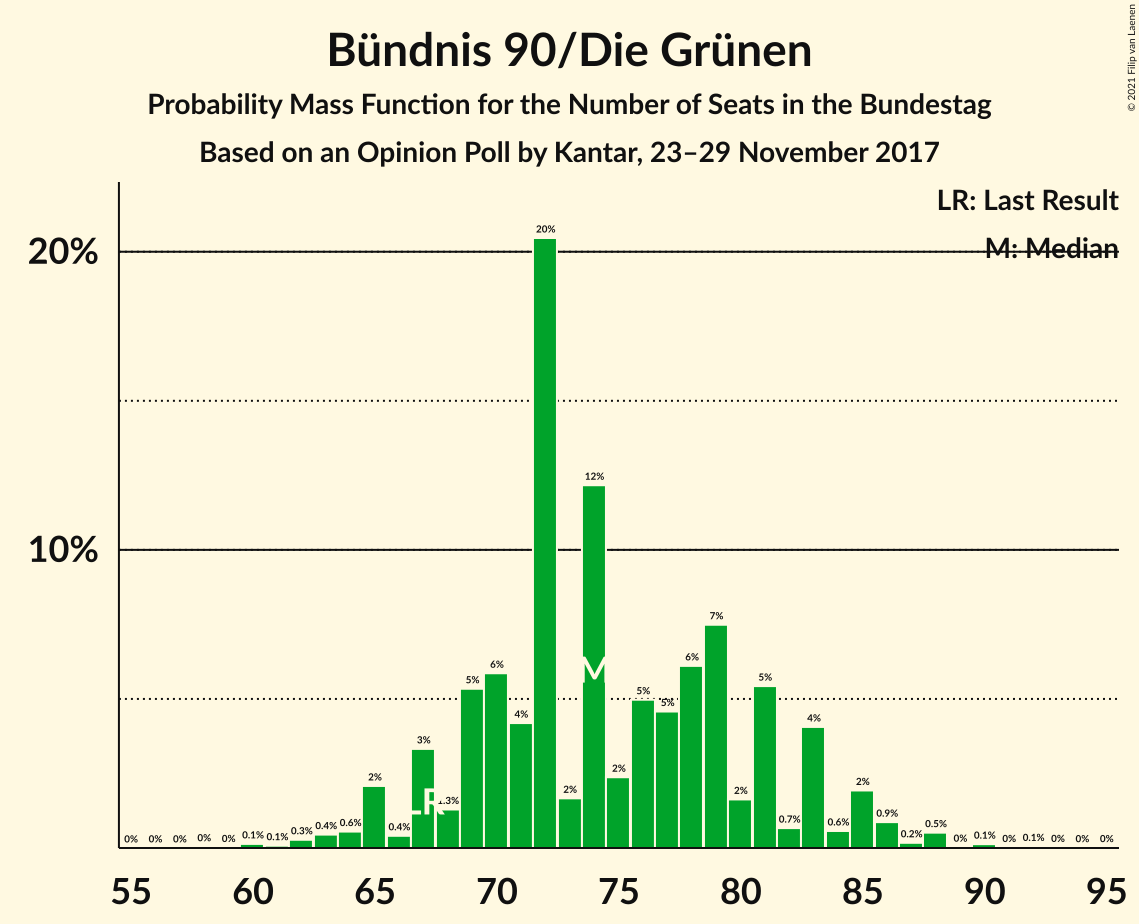 Bündnis 90/Die Grünen
Probability Mass Function for the Number of Seats in the Bundestag
Based on an Opinion Poll by Kantar, 23–29 November 2017
© 2021 Filip van Laenen
LR: Last Result
M: Median
20%
10%
0% 0% 0% 0% 0% 0.1% 0.1% 0.3% 0.4% 0.6% 2% 0.4% 3% 1.3% 5% 6% 4% 20% 2% 12% 2% 5% 5% 6% 7% 2% 5% 0.7% 4% 0.6% 2% 0.9% 0.2% 0.5% 0% 0.1% 0% 0.1% 0% 0% 0%
LR
M
55 60 65 70 75 80 85 90 95